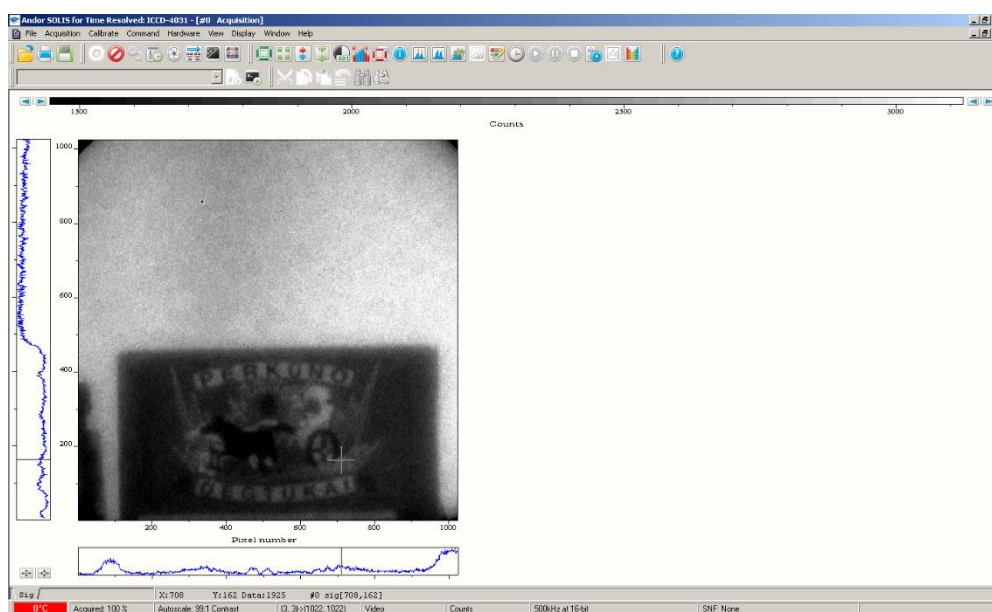 Andor SOLIS for Time Resolved: ICCD-4031 - [#0 Acquisition]
File Acquisition Calibrate Command Hardware View Display Window Help
1500 2000 2500 3000
Counts
1000
800
600
400
200
PERKŪNO
DEGTUKAI
200 400 600 800 1000
Pixel number
Sig X:708 Y:162 Data:1925 #0 sig[708,162]
0°C Acquired: 100 % Autoscale: 99:1 Contrast (3, 3)->(1022, 1022) Video Counts 500kHz at 16-bit SNF: None